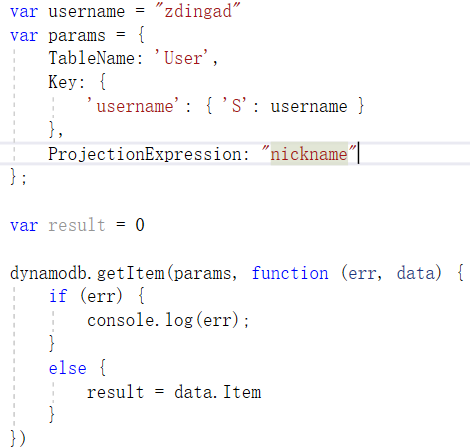 var username = "zdingad"
var params = {
    TableName: 'User',
    Key: {
        'username': { 'S': username }
    },
    ProjectionExpression: "nickname"
};

var result = 0

dynamodb.getItem(params, function (err, data) {
    if (err) {
        console.log(err);
    }
    else {
        result = data.Item
    }
})